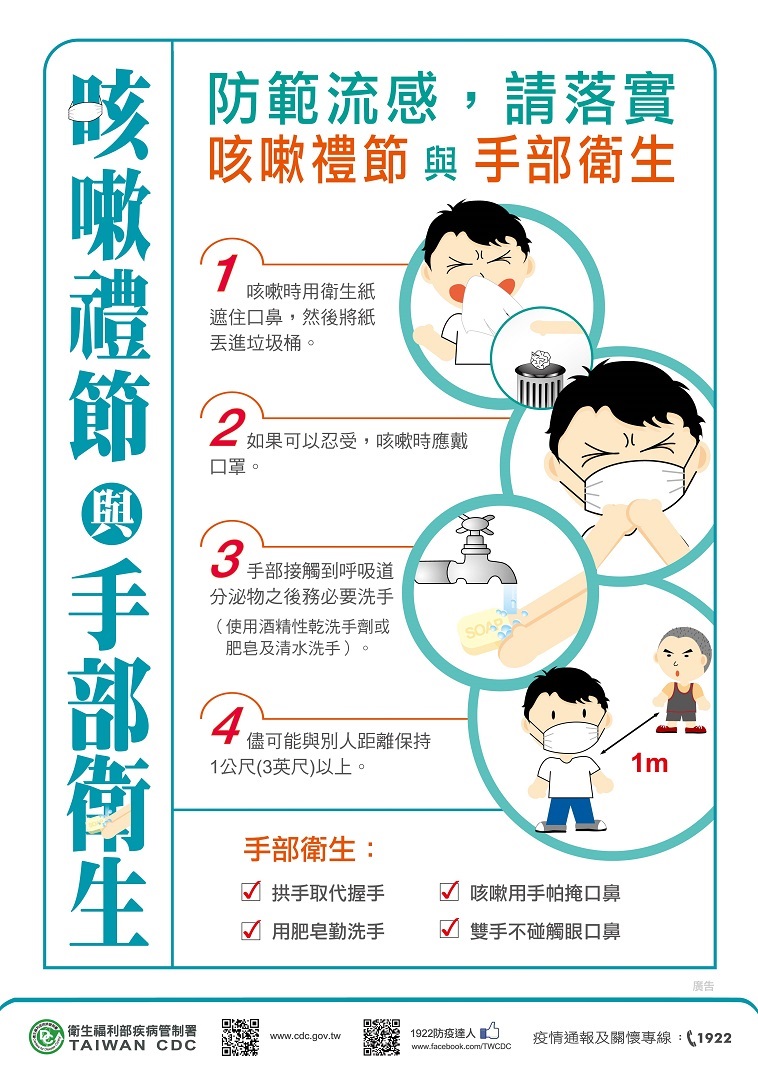 咳嗽禮節與手部衛生
防範流感，請落實
咳嗽禮節與手部衛生
1 咳嗽時用衛生紙
遮住口鼻，然後將紙
丟進垃圾桶。
2 如果可以忍受，咳嗽時應戴
口罩。
3 手部接觸到呼吸道
分泌物之後務必要洗手
（使用酒精性乾洗手劑或
肥皂及清水洗手）。
SOAP
4 儘可能與別人距離保持
1公尺(3英尺)以上。
1m
手部衛生：
拱手取代握手
咳嗽用手帕掩口鼻
用肥皂勤洗手
雙手不碰觸眼口鼻
廣告
衛生福利部疾病管制署
TAIWAN CDC
www.cdc.gov.tw
1922防疫達人
www.facebook.com/TWCDC
疫情通報及關懷專線：1922